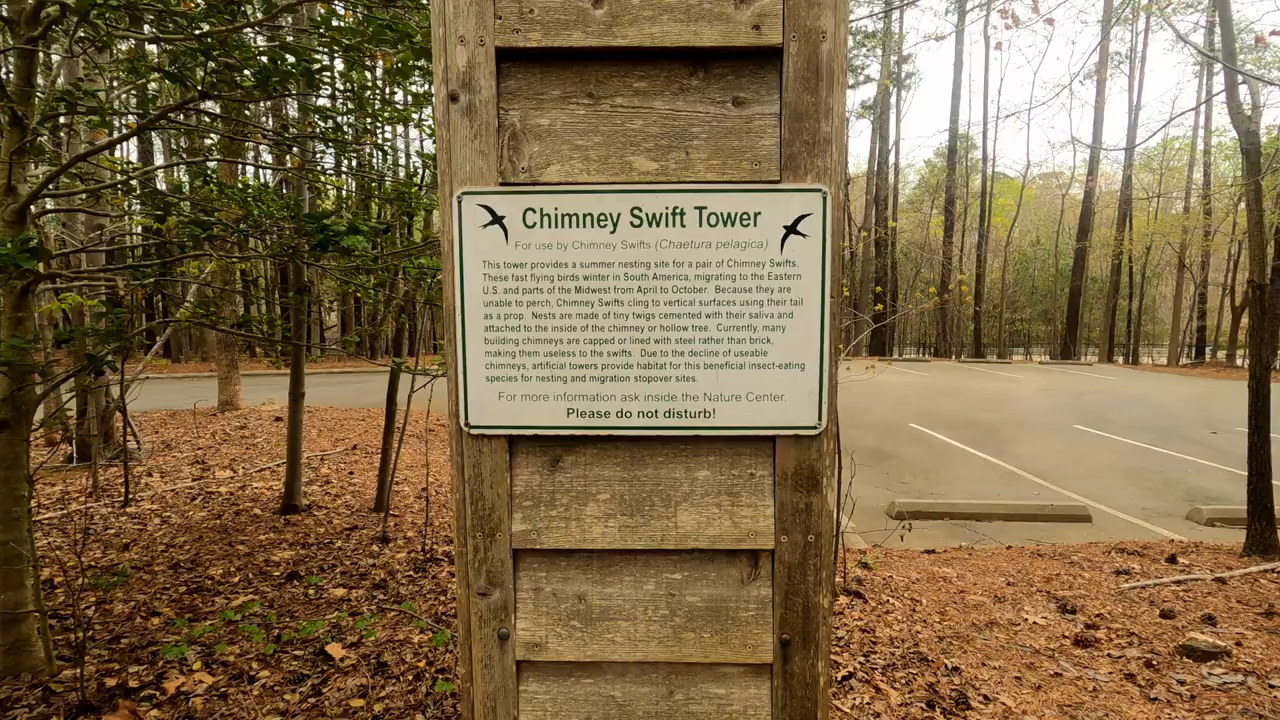 Chimney Swift Tower
For use by Chimney Swifts (Chaetura pelagica)
This tower provides a summer nesting site for a pair of Chimney Swifts.
These fast flying birds winter in South America, migrating to the Eastern
U.S. and parts of the Midwest from April to October. Because they are
unable to perch, Chimney Swifts cling to vertical surfaces using their tail
as a prop. Nests are made of tiny twigs cemented with their saliva and
attached to the inside of the chimney or hollow tree. Currently, many
building chimneys are capped or lined with steel rather than brick,
making them useless to the swifts. Due to the decline of useable
chimneys, artificial towers provide habitat for this beneficial insect-eating
species for nesting and migration stopover sites.
For more information ask inside the Nature Center.
Please do not disturb!